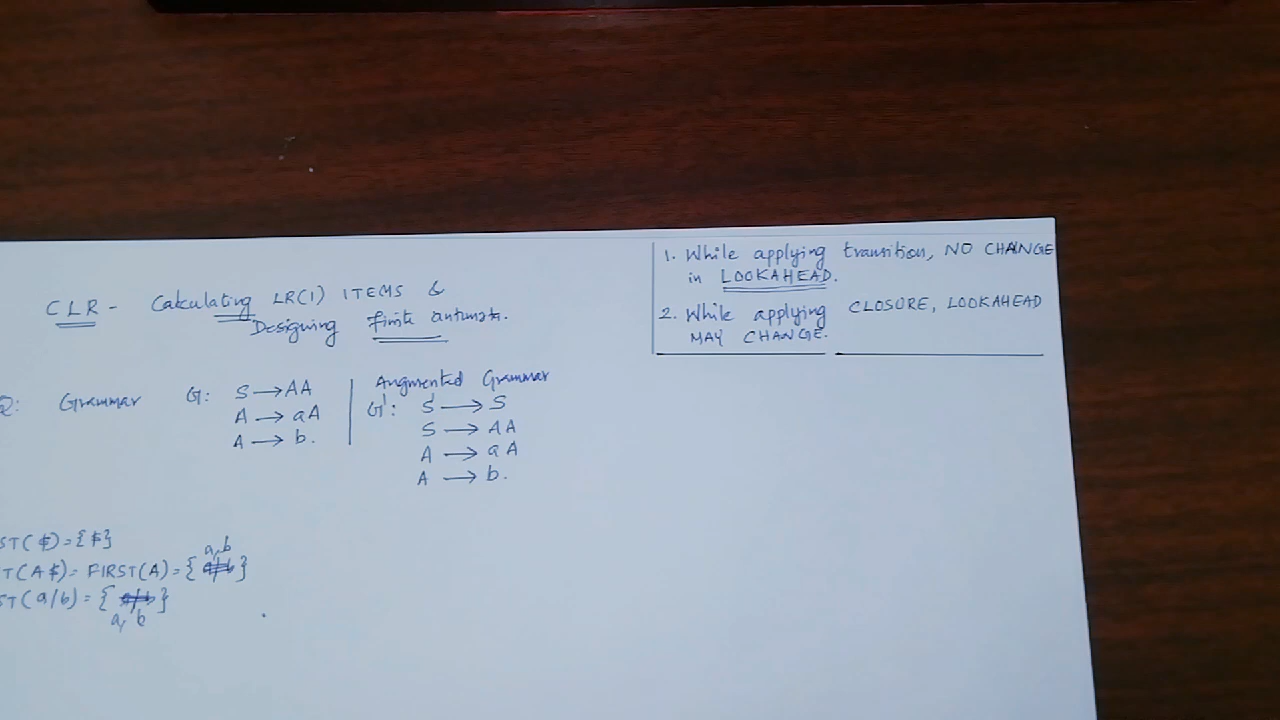 1. While applying transition, NO CHANGE
in LOOKAHEAD.
2. While applying CLOSURE, LOOKAHEAD
MAY CHANGE.
CLR - Calculating LR(1) ITEMS &
Designing finite automata.
Q: Grammar G: S → AA
A → aA
A → b.
Augmented Grammar
G': S' → S
S → AA
A → aA
A → b.
ST($) = {$}
a, b
T(A$) = FIRST(A) = { }
ST(a/b) = { }
a, b